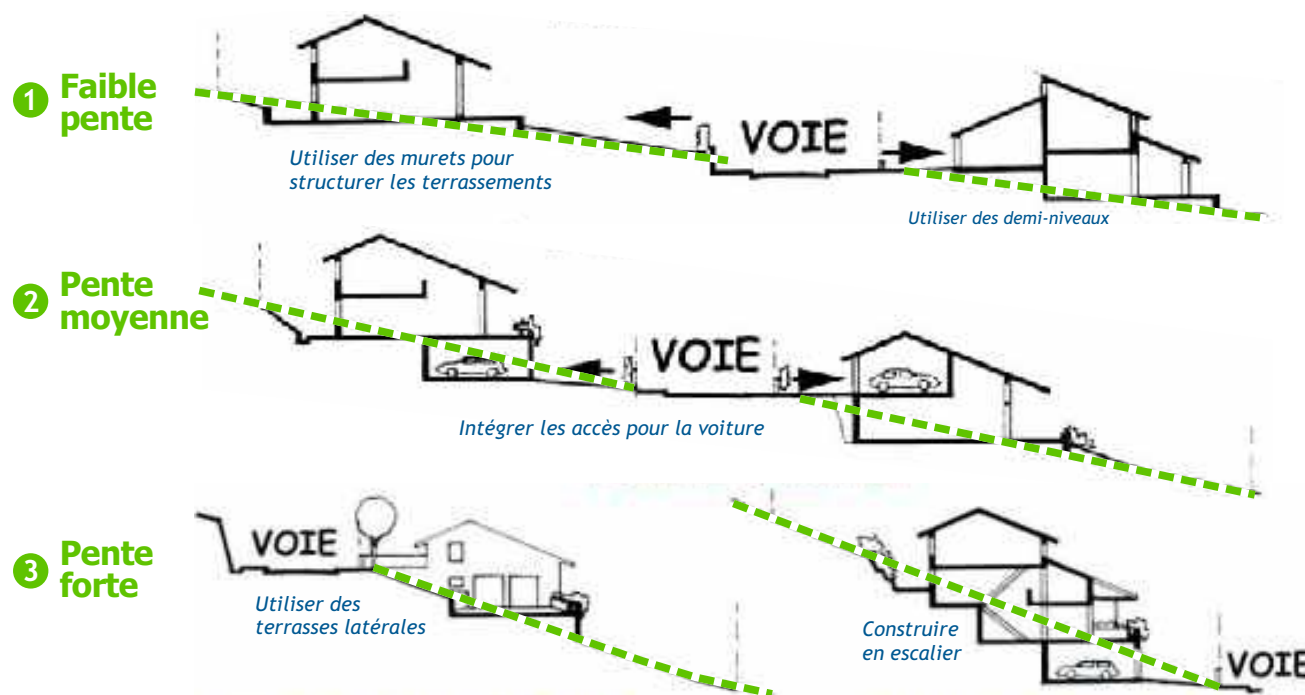 1 Faible
pente
VOIE
Utiliser des murets pour
structurer les terrassements
Utiliser des demi-niveaux
2 Pente
moyenne
VOIE
Intégrer les accès pour la voiture
3 Pente
forte
VOIE
Utiliser des
terrasses latérales
Construire
en escalier
VOIE